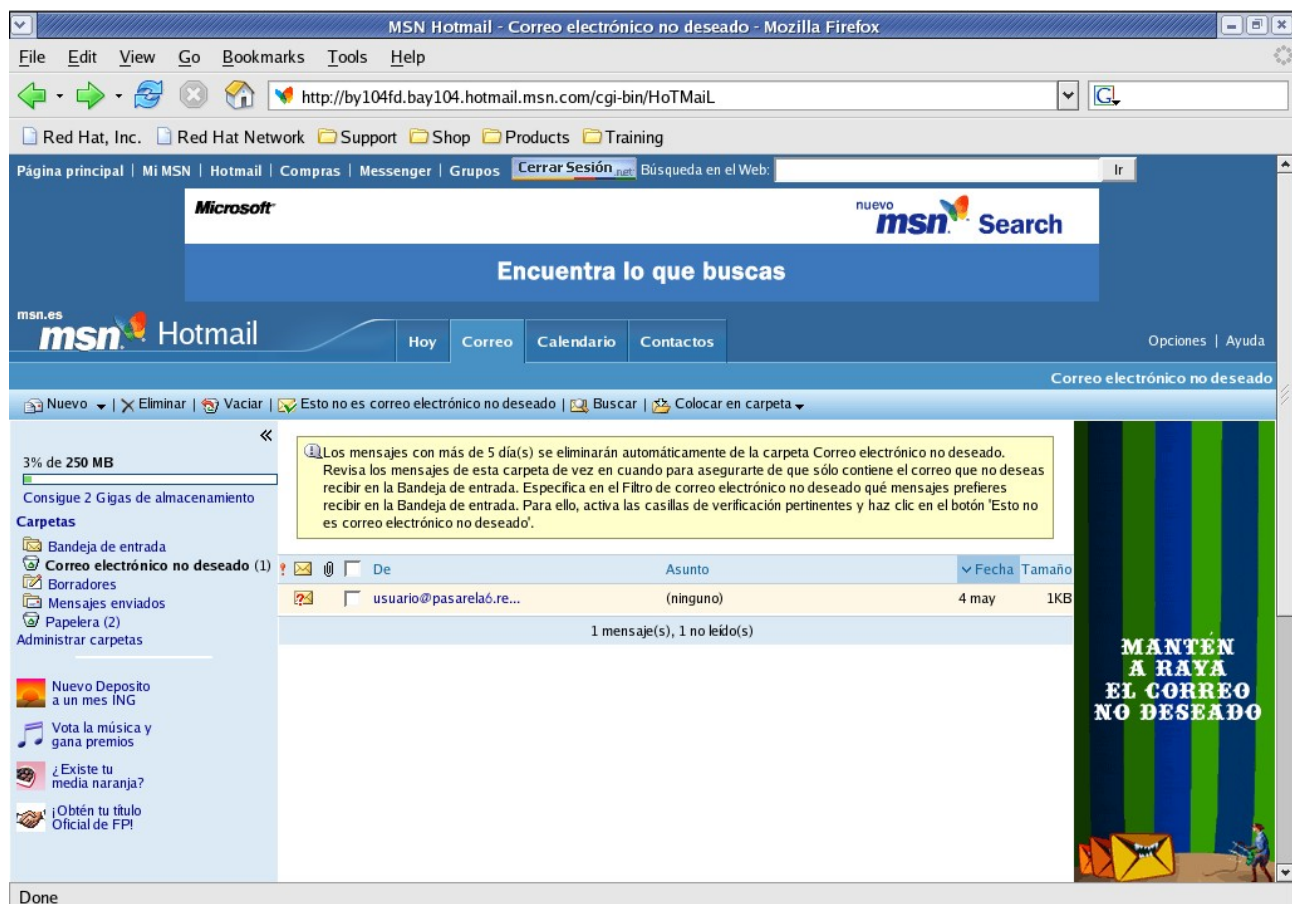 MSN Hotmail - Correo electrónico no deseado - Mozilla Firefox
File Edit View Go Bookmarks Tools Help
http://by104fd.bay104.hotmail.msn.com/cgi-bin/HoTMaiL
G
Red Hat, Inc. Red Hat Network Support Shop Products Training
Página principal | Mi MSN | Hotmail | Compras | Messenger | Grupos Cerrar Sesión .net Búsqueda en el Web: Ir
Microsoft
nuevo
msn Search
Encuentra lo que buscas
msn.es
msn Hotmail
Hoy Correo Calendario Contactos
Opciones | Ayuda
Correo electrónico no deseado
Nuevo | Eliminar | Vaciar | Esto no es correo electrónico no deseado | Buscar | Colocar en carpeta
3% de 250 MB
Consigue 2 Gigas de almacenamiento
Carpetas
Bandeja de entrada
Correo electrónico no deseado (1)
Borradores
Mensajes enviados
Papelera (2)
Administrar carpetas
Nuevo Deposito
a un mes ING
Vota la música y
gana premios
¿Existe tu
media naranja?
¡Obtén tu título
Oficial de FP!
Los mensajes con más de 5 día(s) se eliminarán automáticamente de la carpeta Correo electrónico no deseado.
Revisa los mensajes de esta carpeta de vez en cuando para asegurarte de que sólo contiene el correo que no deseas
recibir en la Bandeja de entrada. Especifica en el Filtro de correo electrónico no deseado qué mensajes prefieres
recibir en la Bandeja de entrada. Para ello, activa las casillas de verificación pertinentes y haz clic en el botón 'Esto no
es correo electrónico no deseado'.
De Asunto Fecha Tamaño
usuario@pasarela6.re... (ninguno) 4 may 1KB
1 mensaje(s), 1 no leído(s)
MANTÉN
A RAYA
EL CORREO
NO DESEADO
Done